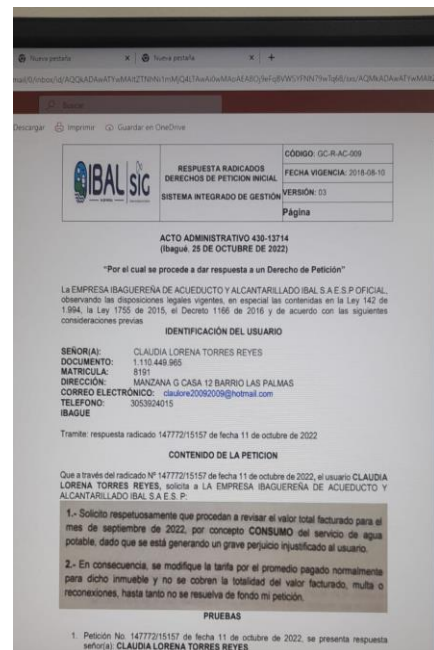 Nueva pestaña
Nueva pestaña
Buscar
Descargar Imprimir Guardar en OneDrive
IBAL SIG
RESPUESTA RADICADOS
DERECHOS DE PETICION INICIAL
SISTEMA INTEGRADO DE GESTIÓN
CÓDIGO: GC-R-AC-009
FECHA VIGENCIA: 2018-08-10
VERSIÓN: 03
Página
ACTO ADMINISTRATIVO 430-13714
(Ibagué, 25 DE OCTUBRE DE 2022)
"Por el cual se procede a dar respuesta a un Derecho de Petición"
La EMPRESA IBAGUEREÑA DE ACUEDUCTO Y ALCANTARILLADO IBAL S.A E.S.P OFICIAL,
observando las disposiciones legales vigentes, en especial las contenidas en la Ley 142 de
1.994, la Ley 1755 de 2015, el Decreto 1166 de 2016 y de acuerdo con las siguientes
consideraciones previas
IDENTIFICACIÓN DEL USUARIO
SEÑOR(A): CLAUDIA LORENA TORRES REYES
DOCUMENTO: 1.110.449.965
MATRICULA: 8191
DIRECCIÓN: MANZANA G CASA 12 BARRIO LAS PALMAS
CORREO ELECTRÓNICO: claulore20092009@hotmail.com
TELEFONO: 3053924015
IBAGUE
Tramite: respuesta radicado 147772/15157 de fecha 11 de octubre de 2022
CONTENIDO DE LA PETICION
Que a través del radicado Nº 147772/15157 de fecha 11 de octubre de 2022, el usuario CLAUDIA
LORENA TORRES REYES, solicita a LA EMPRESA IBAGUEREÑA DE ACUEDUCTO Y
ALCANTARILLADO IBAL S.A E.S. P:
1.- Solicito respetuosamente que procedan a revisar el valor total facturado para el
mes de septiembre de 2022, por concepto CONSUMO del servicio de agua
potable, dado que se está generando un grave perjuicio injustificado al usuario.
2.- En consecuencia, se modifique la tarifa por el promedio pagado normalmente
para dicho inmueble y no se cobren la totalidad del valor facturado, multa o
reconexiones, hasta tanto no se resuelva de fondo mi petición.
PRUEBAS
1. Petición No. 147772/15157 de fecha 11 de octubre de 2022, se presenta respuesta
señor(a): CLAUDIA LORENA TORRES REYES